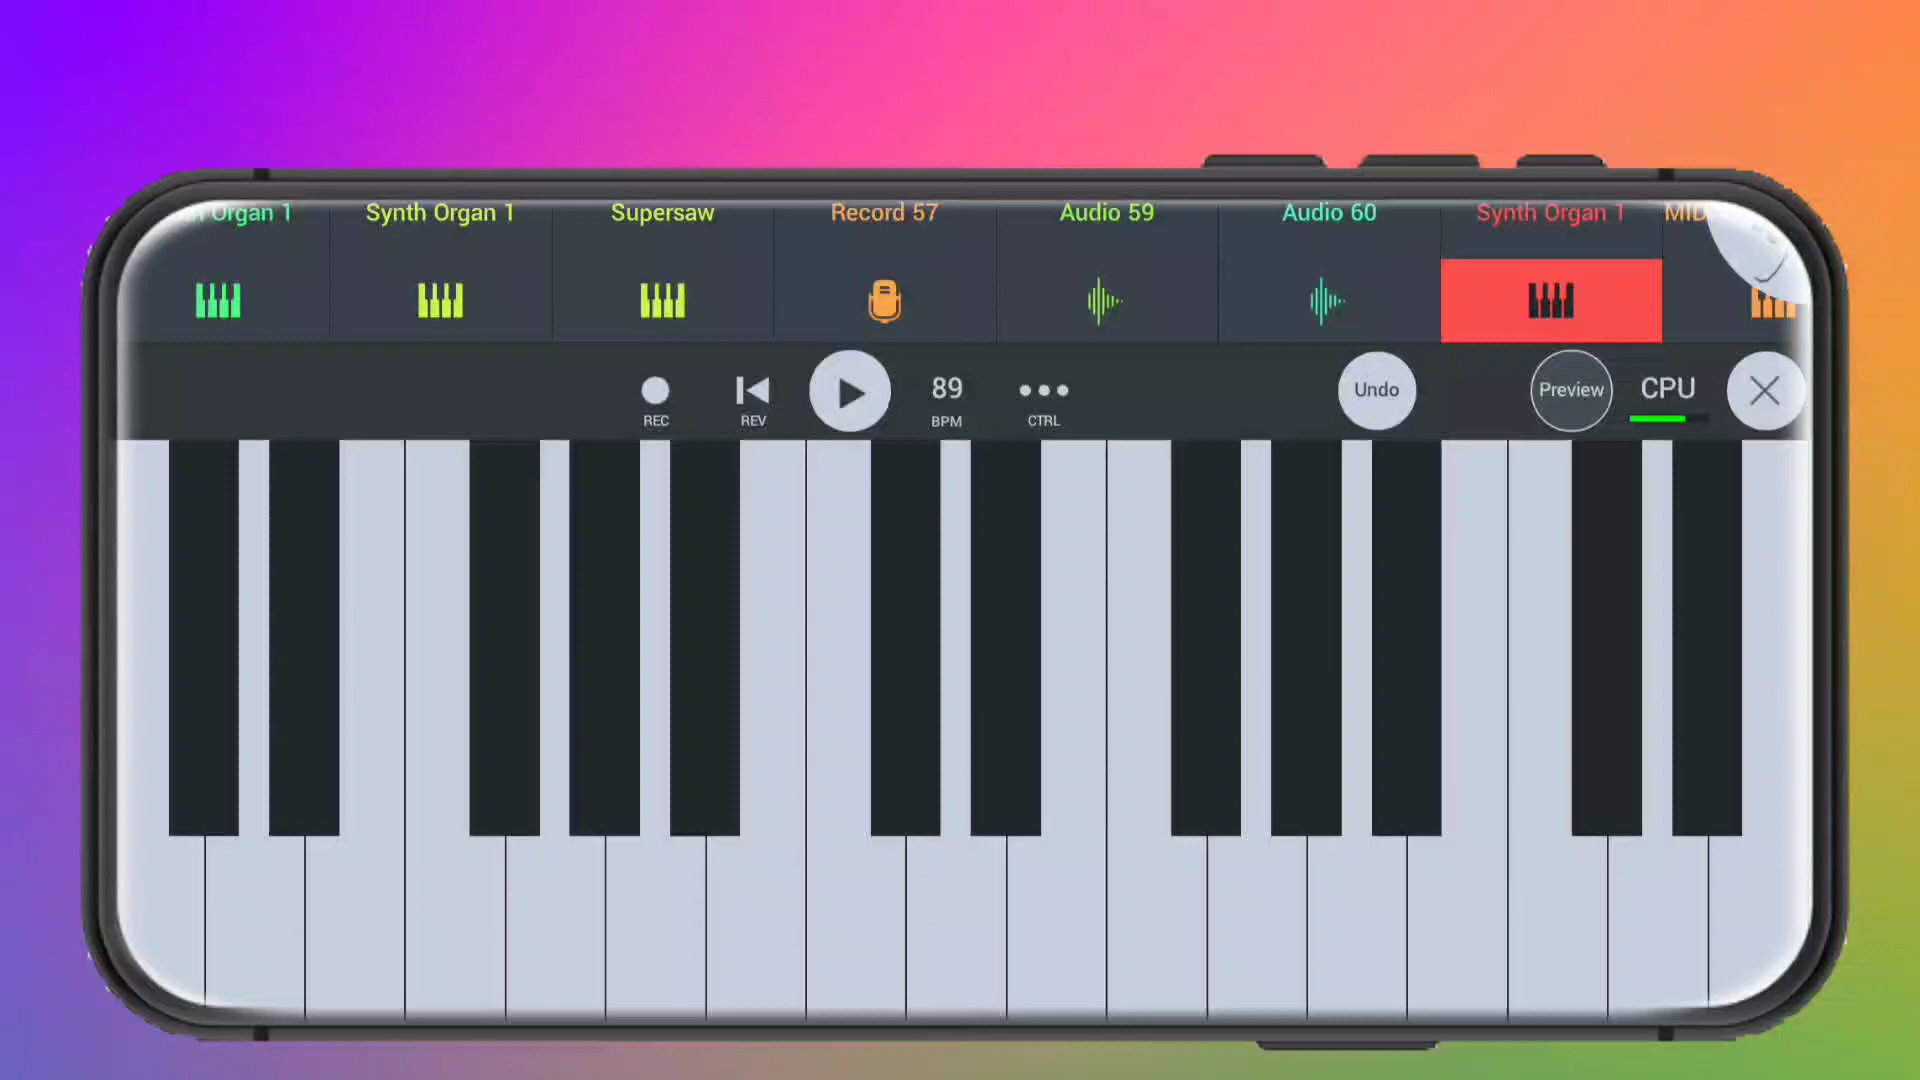 Organ 1
Synth Organ 1
Supersaw
Record 57
Audio 59
Audio 60
Synth Organ 1
MID
REC
REV
89
BPM
CTRL
Undo
Preview
CPU